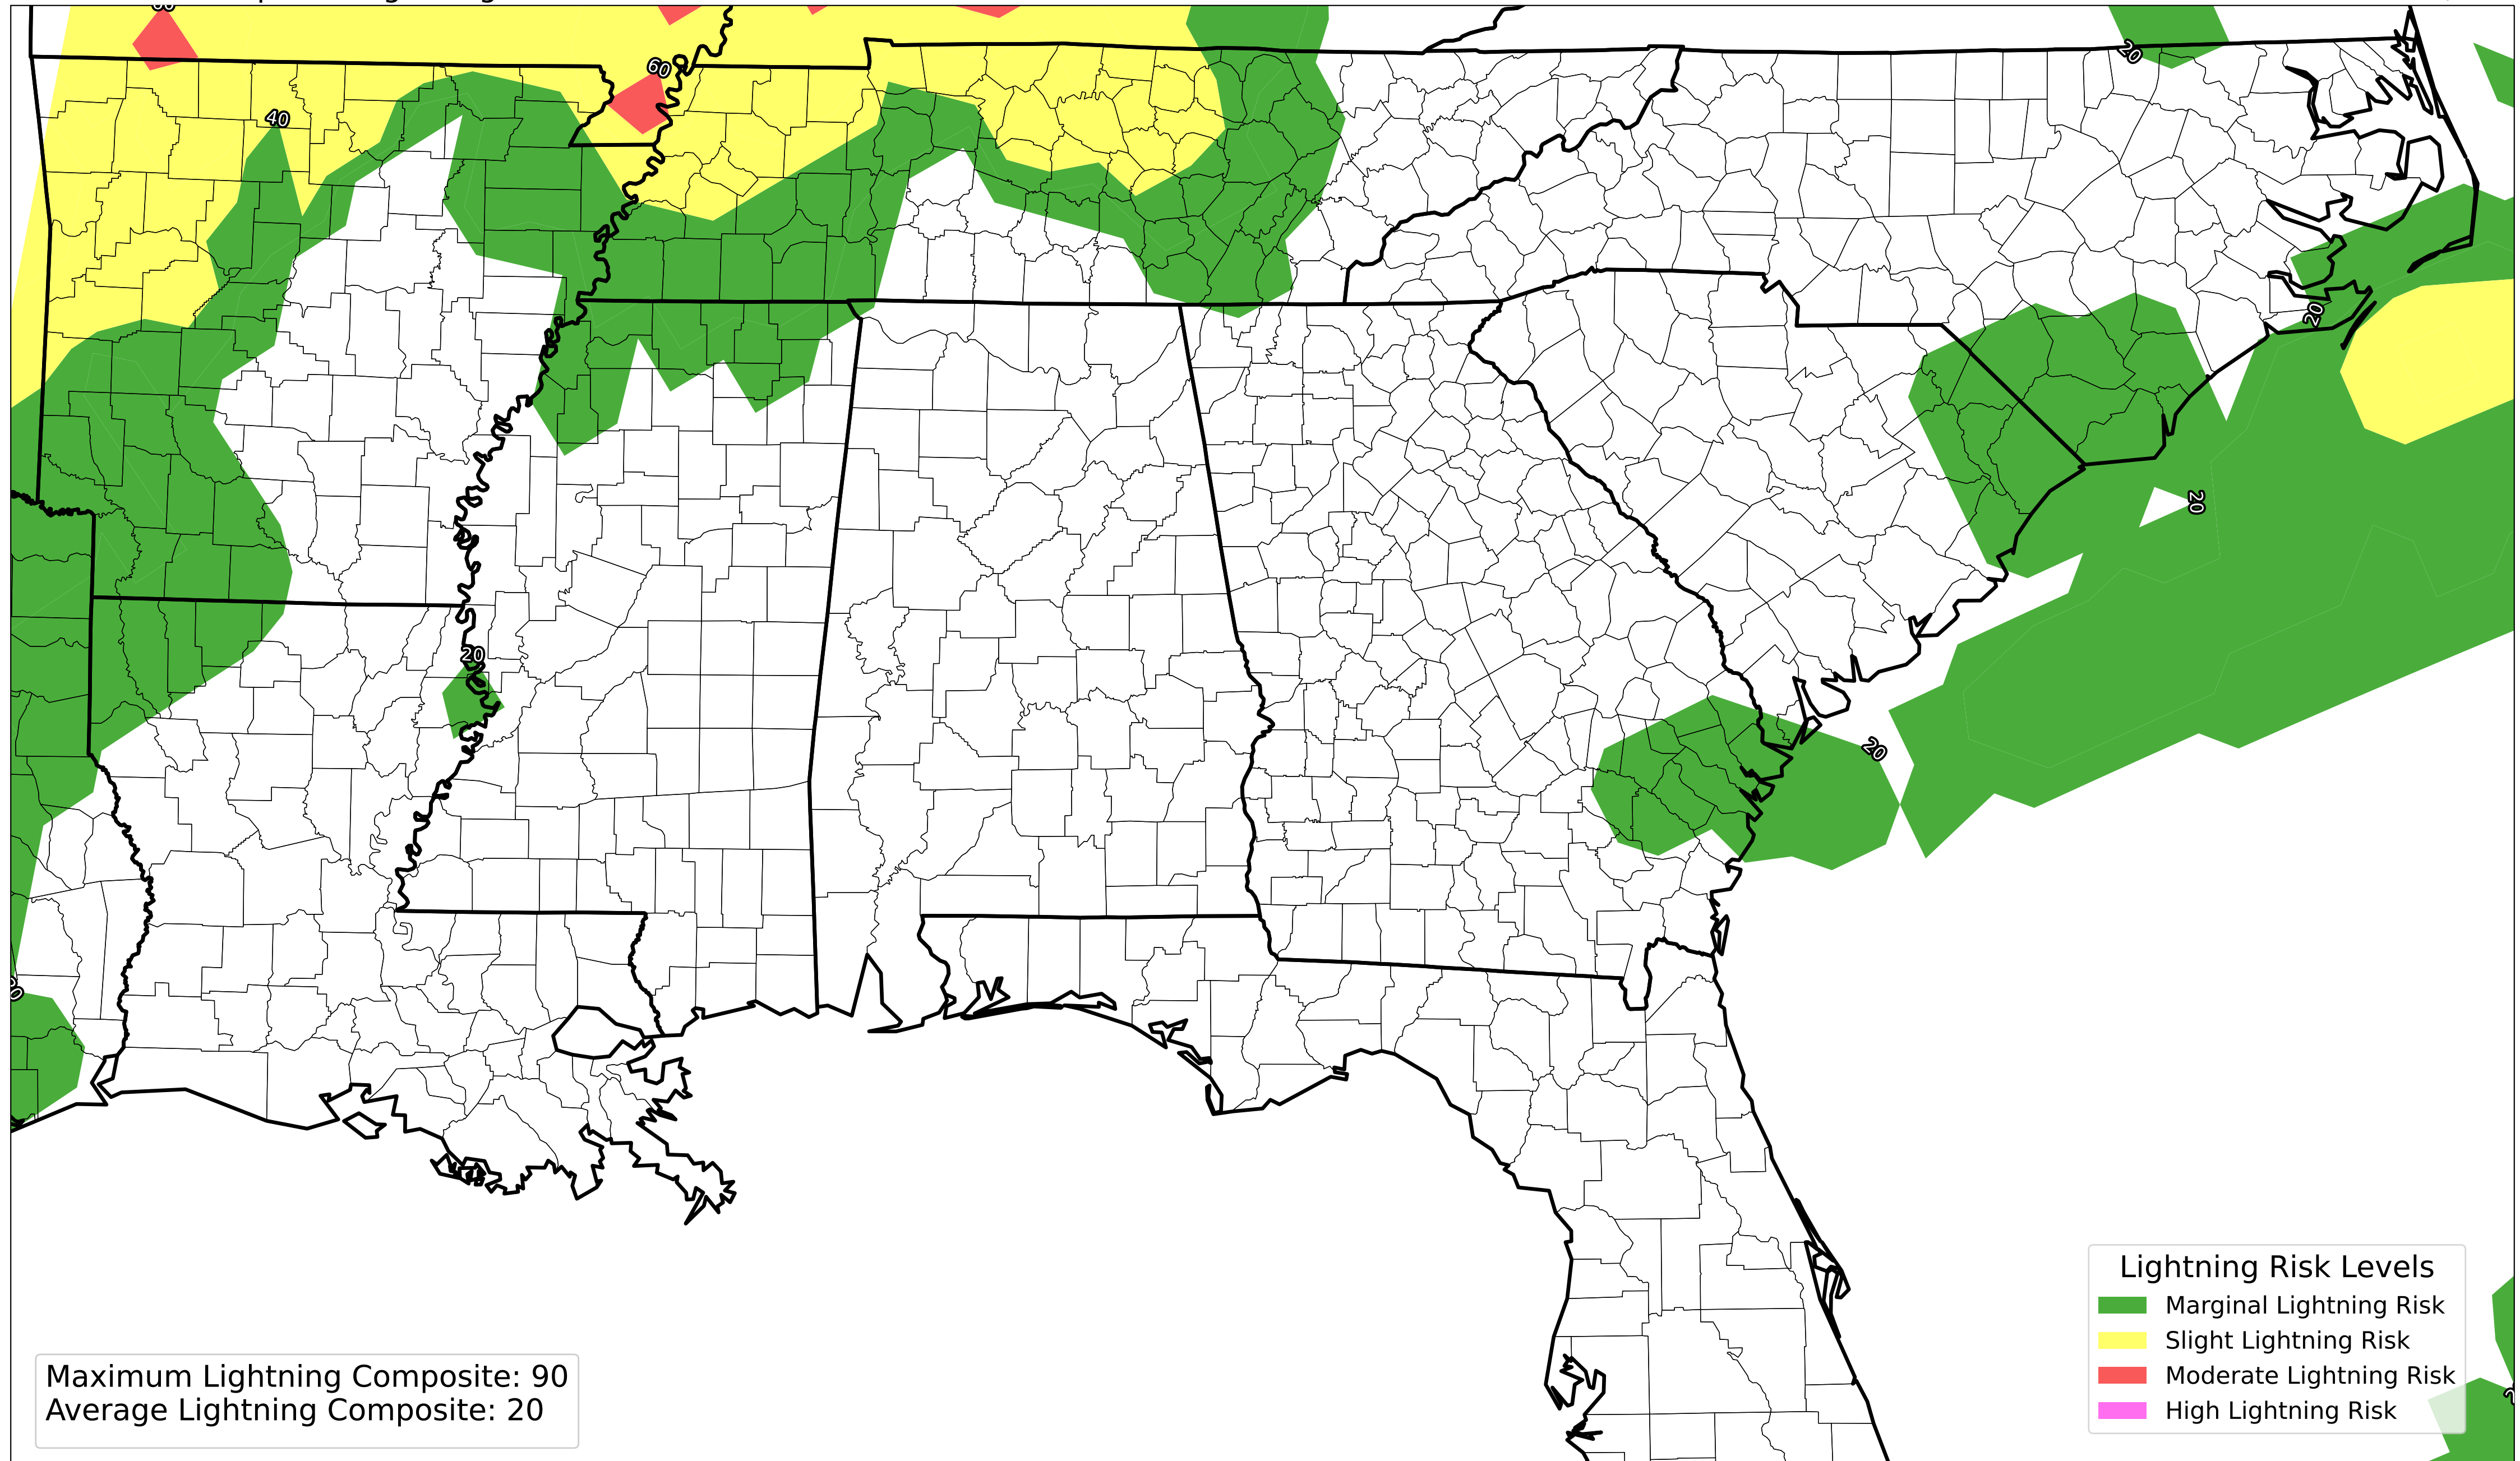 60
20
40
20
20
20
20
Lightning Risk Levels
Marginal Lightning Risk
Slight Lightning Risk
Moderate Lightning Risk
High Lightning Risk
Maximum Lightning Composite: 90
Average Lightning Composite: 20